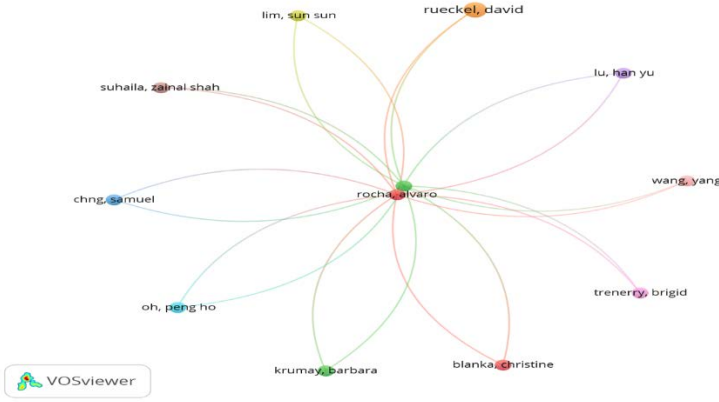 rueckel, david
lim, sun sun
lu, han yu
suhaila, zainal shah
wang, yang
rocha, alvaro
chng, samuel
trenerry, brigid
oh, peng ho
blanka, christine
krumay, barbara
VOSviewer